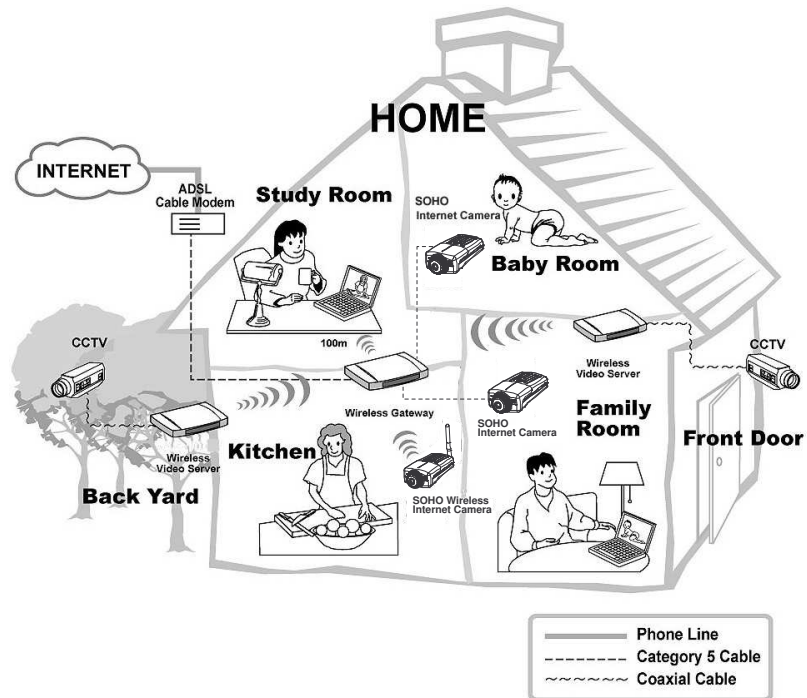 HOME
INTERNET
ADSL
Cable Modem
Study Room
SOHO
Internet Camera
Baby Room
100m
CCTV
Wireless
Video Server
CCTV
Wireless Gateway
SOHO
Internet Camera
Family
Room
Front Door
Kitchen
Wireless
Video Server
Back Yard
SOHO Wireless
Internet Camera
Phone Line
Category 5 Cable
Coaxial Cable